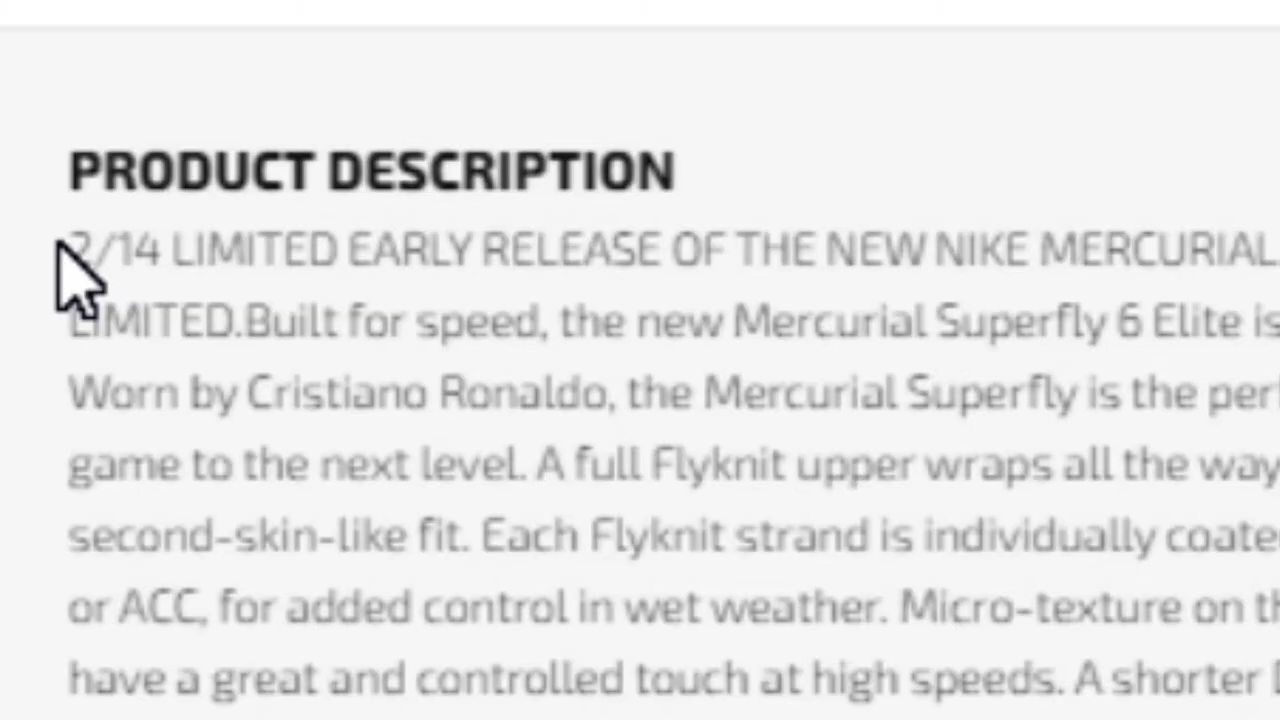 PRODUCT DESCRIPTION
2/14 LIMITED EARLY RELEASE OF THE NEW NIKE MERCURIAL
LIMITED.Built for speed, the new Mercurial Superfly 6 Elite is
Worn by Cristiano Ronaldo, the Mercurial Superfly is the
game to the next level. A full Flyknit upper wraps all the way
second-skin-like fit. Each Flyknit strand is individually
or ACC, for added control in wet weather. Micro-texture on
have a great and controlled touch at high speeds. A shorter